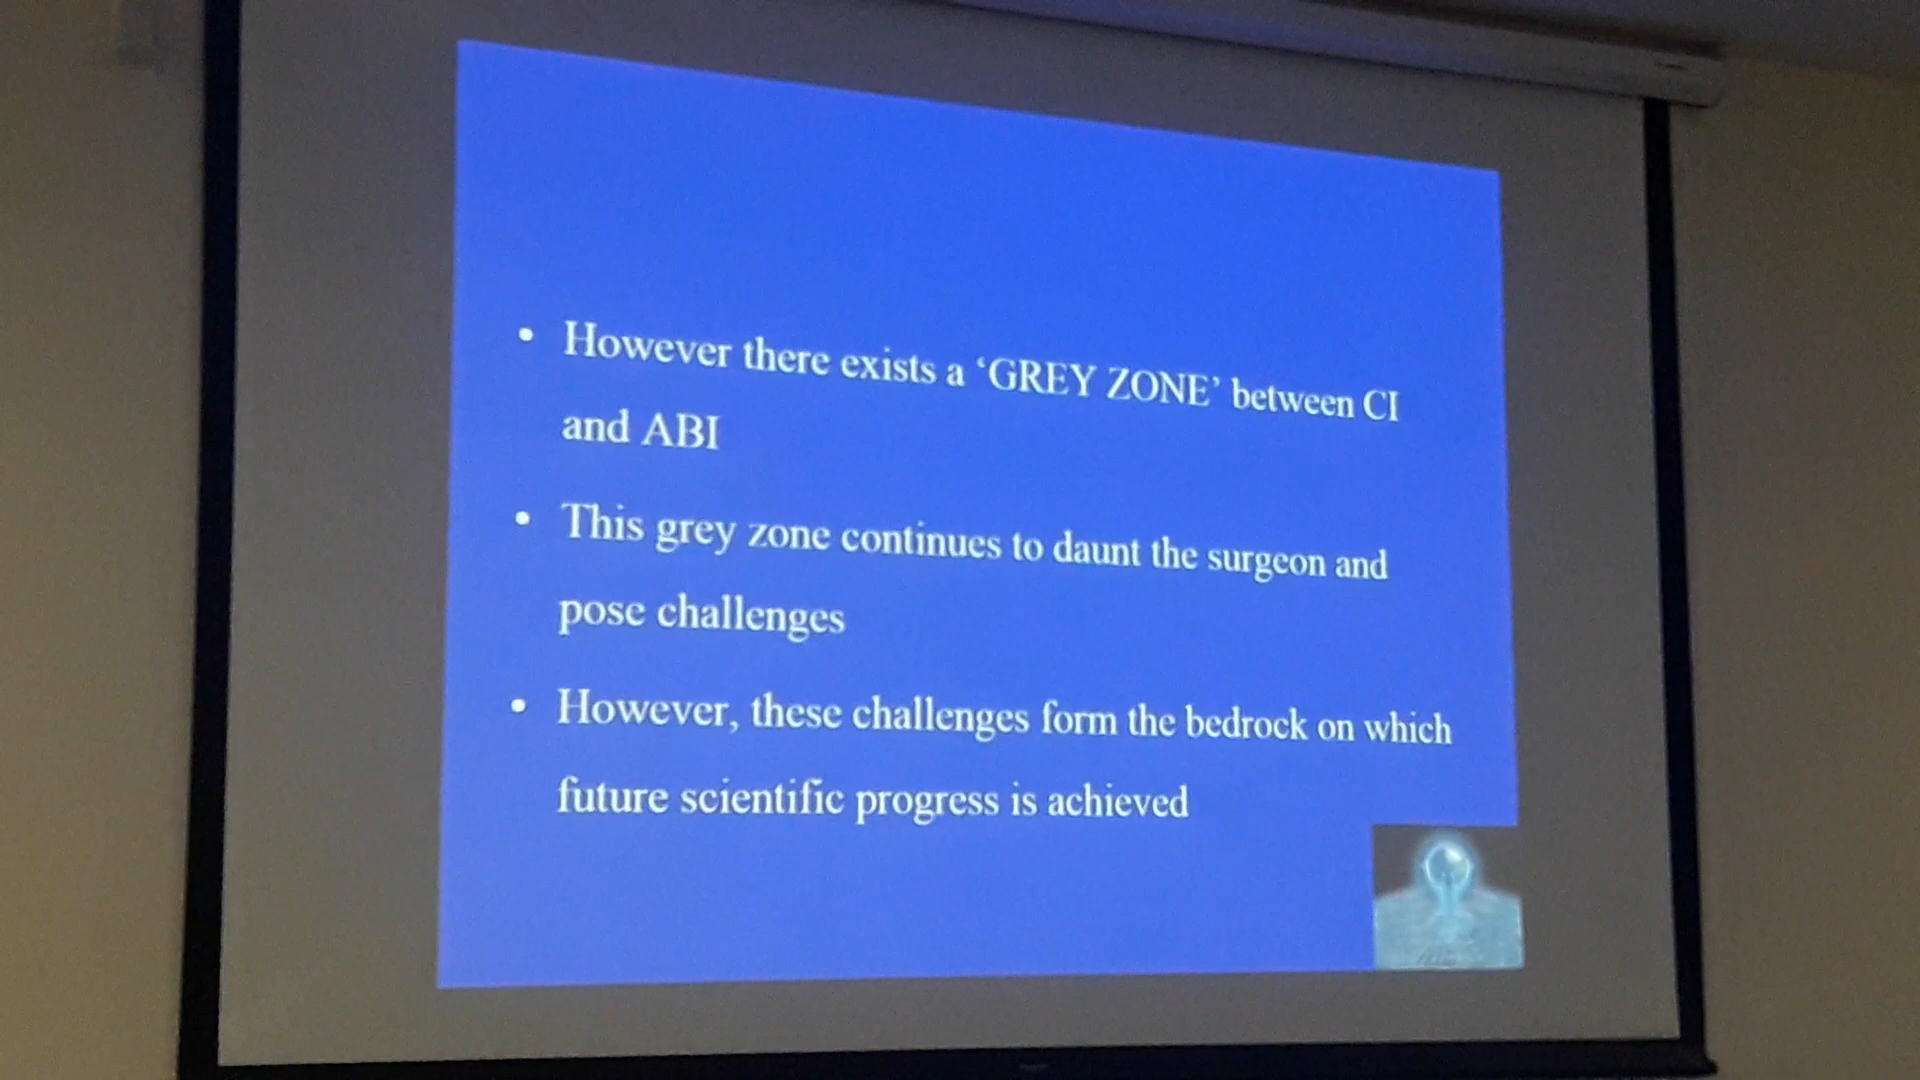 • However there exists a ‘GREY ZONE’ between CI
and ABI
• This grey zone continues to daunt the surgeon and
pose challenges
• However, these challenges form the bedrock on which
future scientific progress is achieved